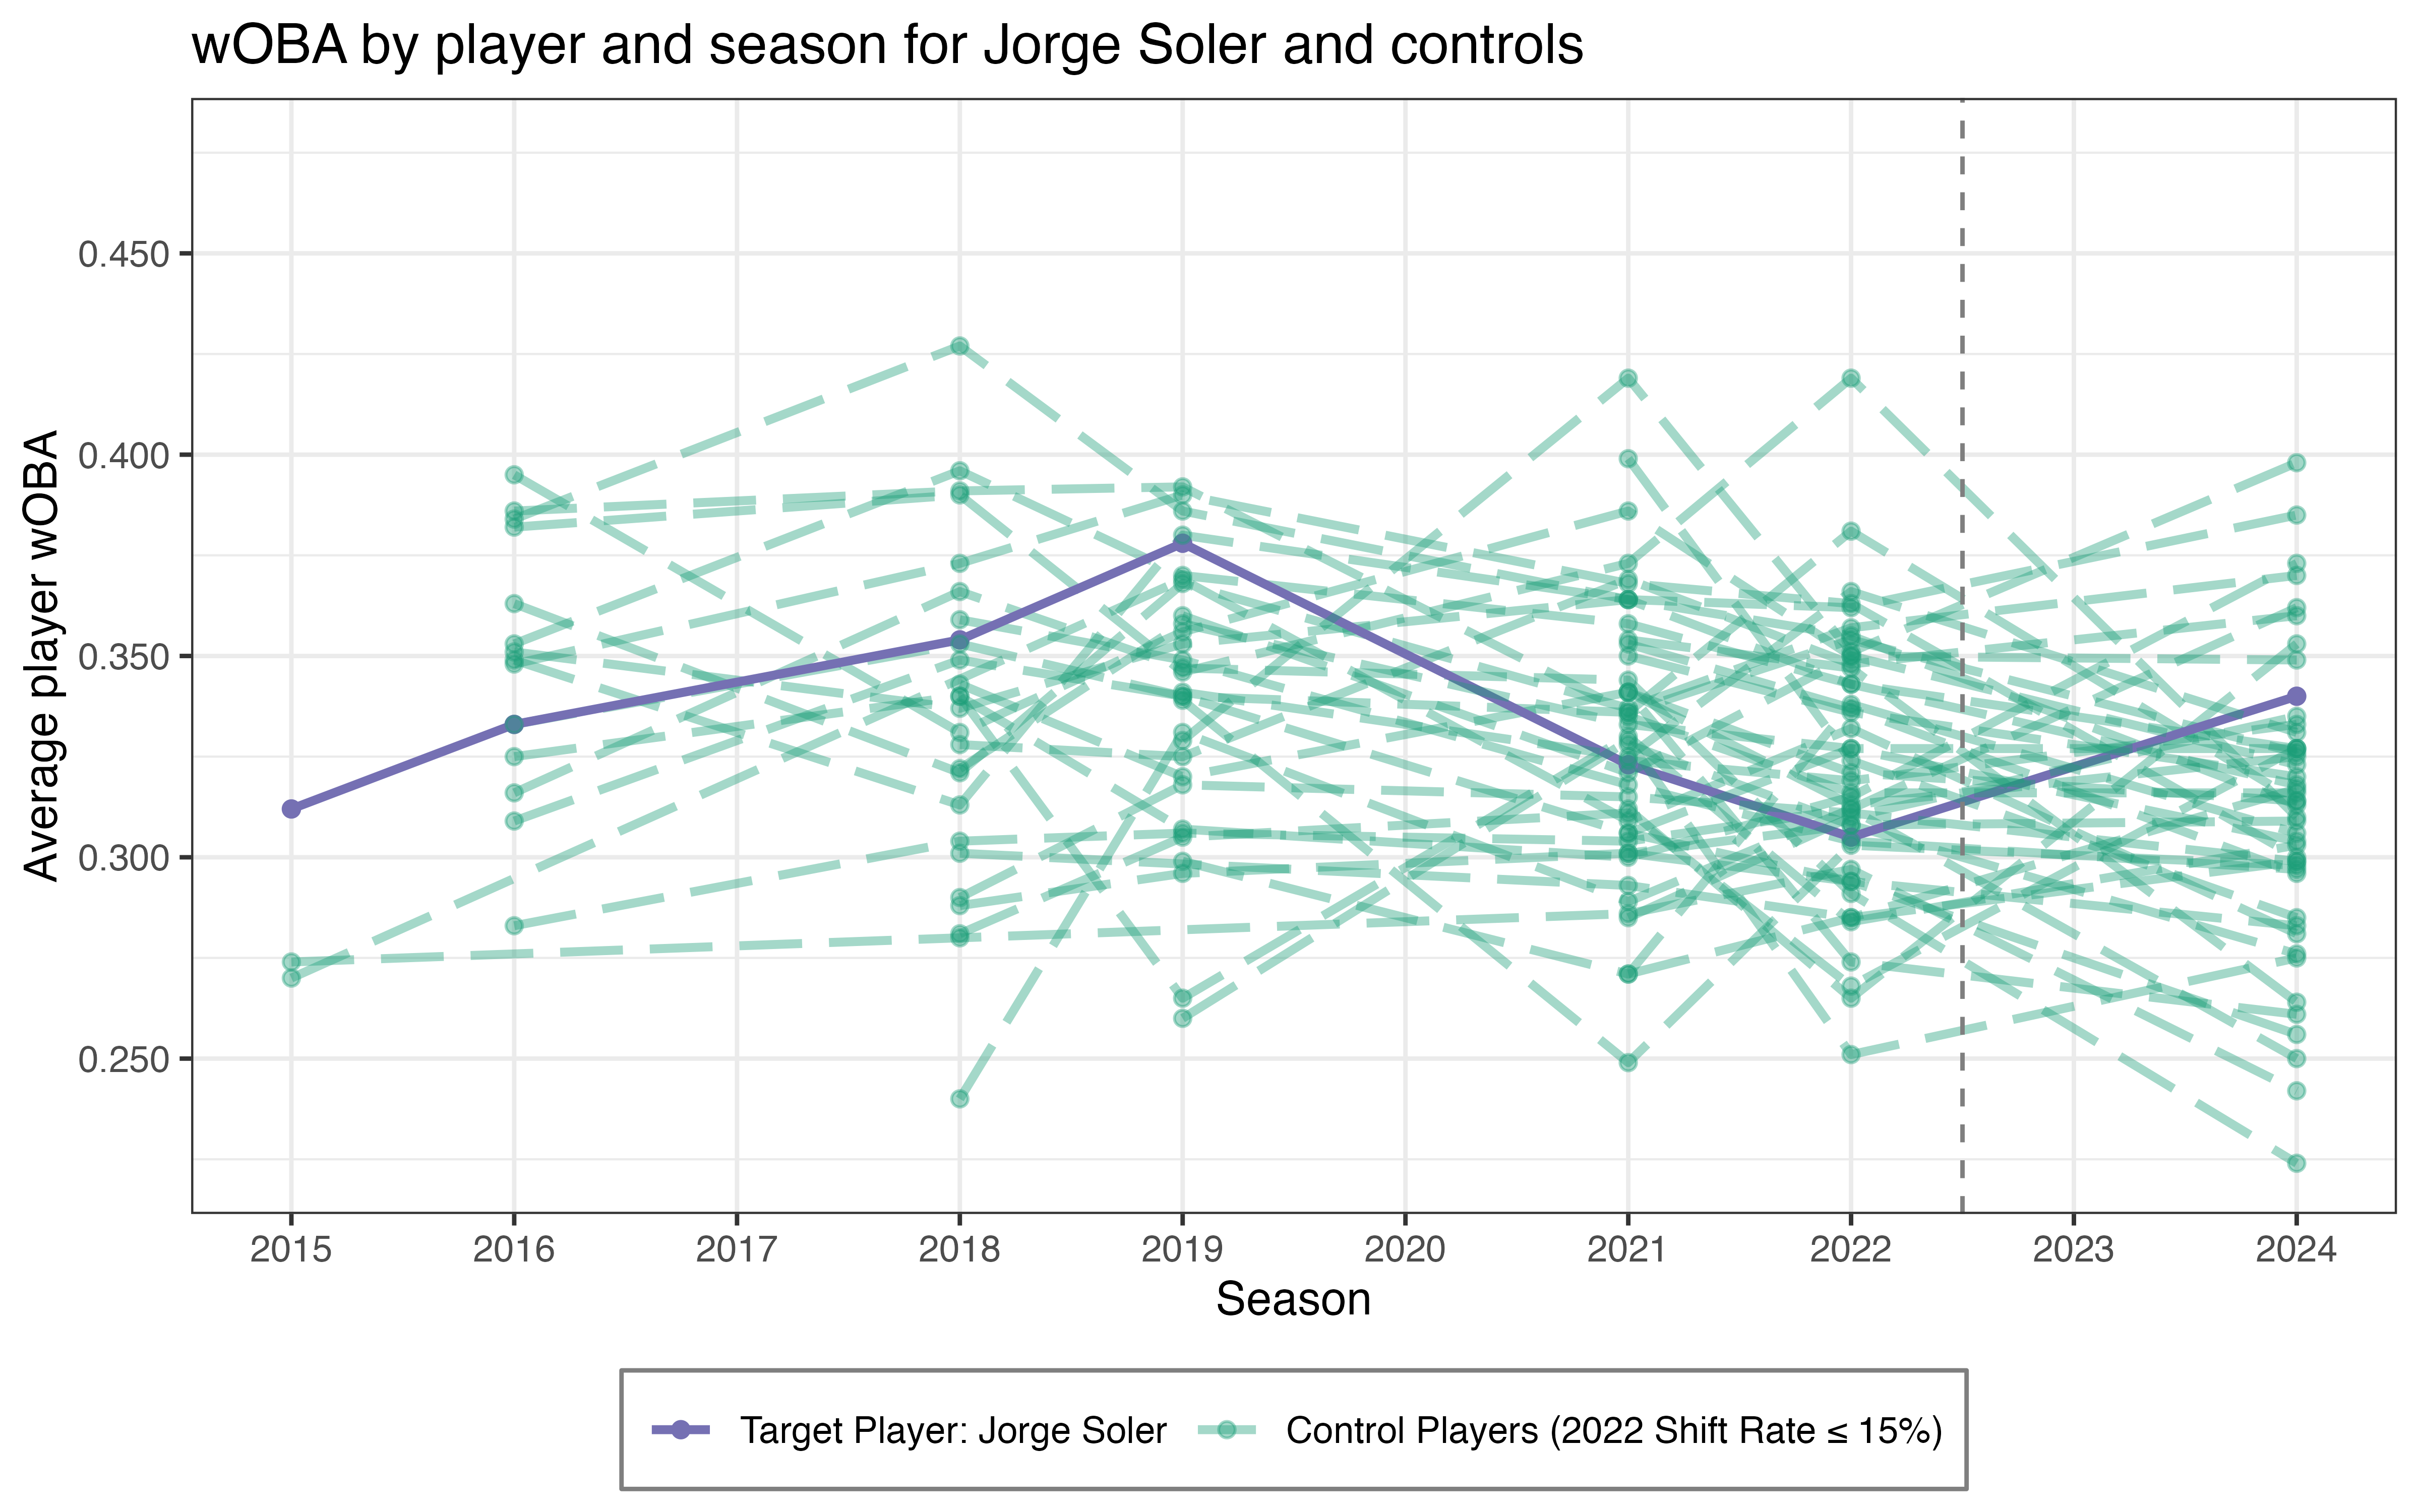 wOBA by player and season for Jorge Soler and controls
Average player wOBA
0.450
0.400
0.350
0.300
0.250
2015 2016 2017 2018 2019 2020 2021 2022 2023 2024
Season
Target Player: Jorge Soler Control Players (2022 Shift Rate ≤ 15%)